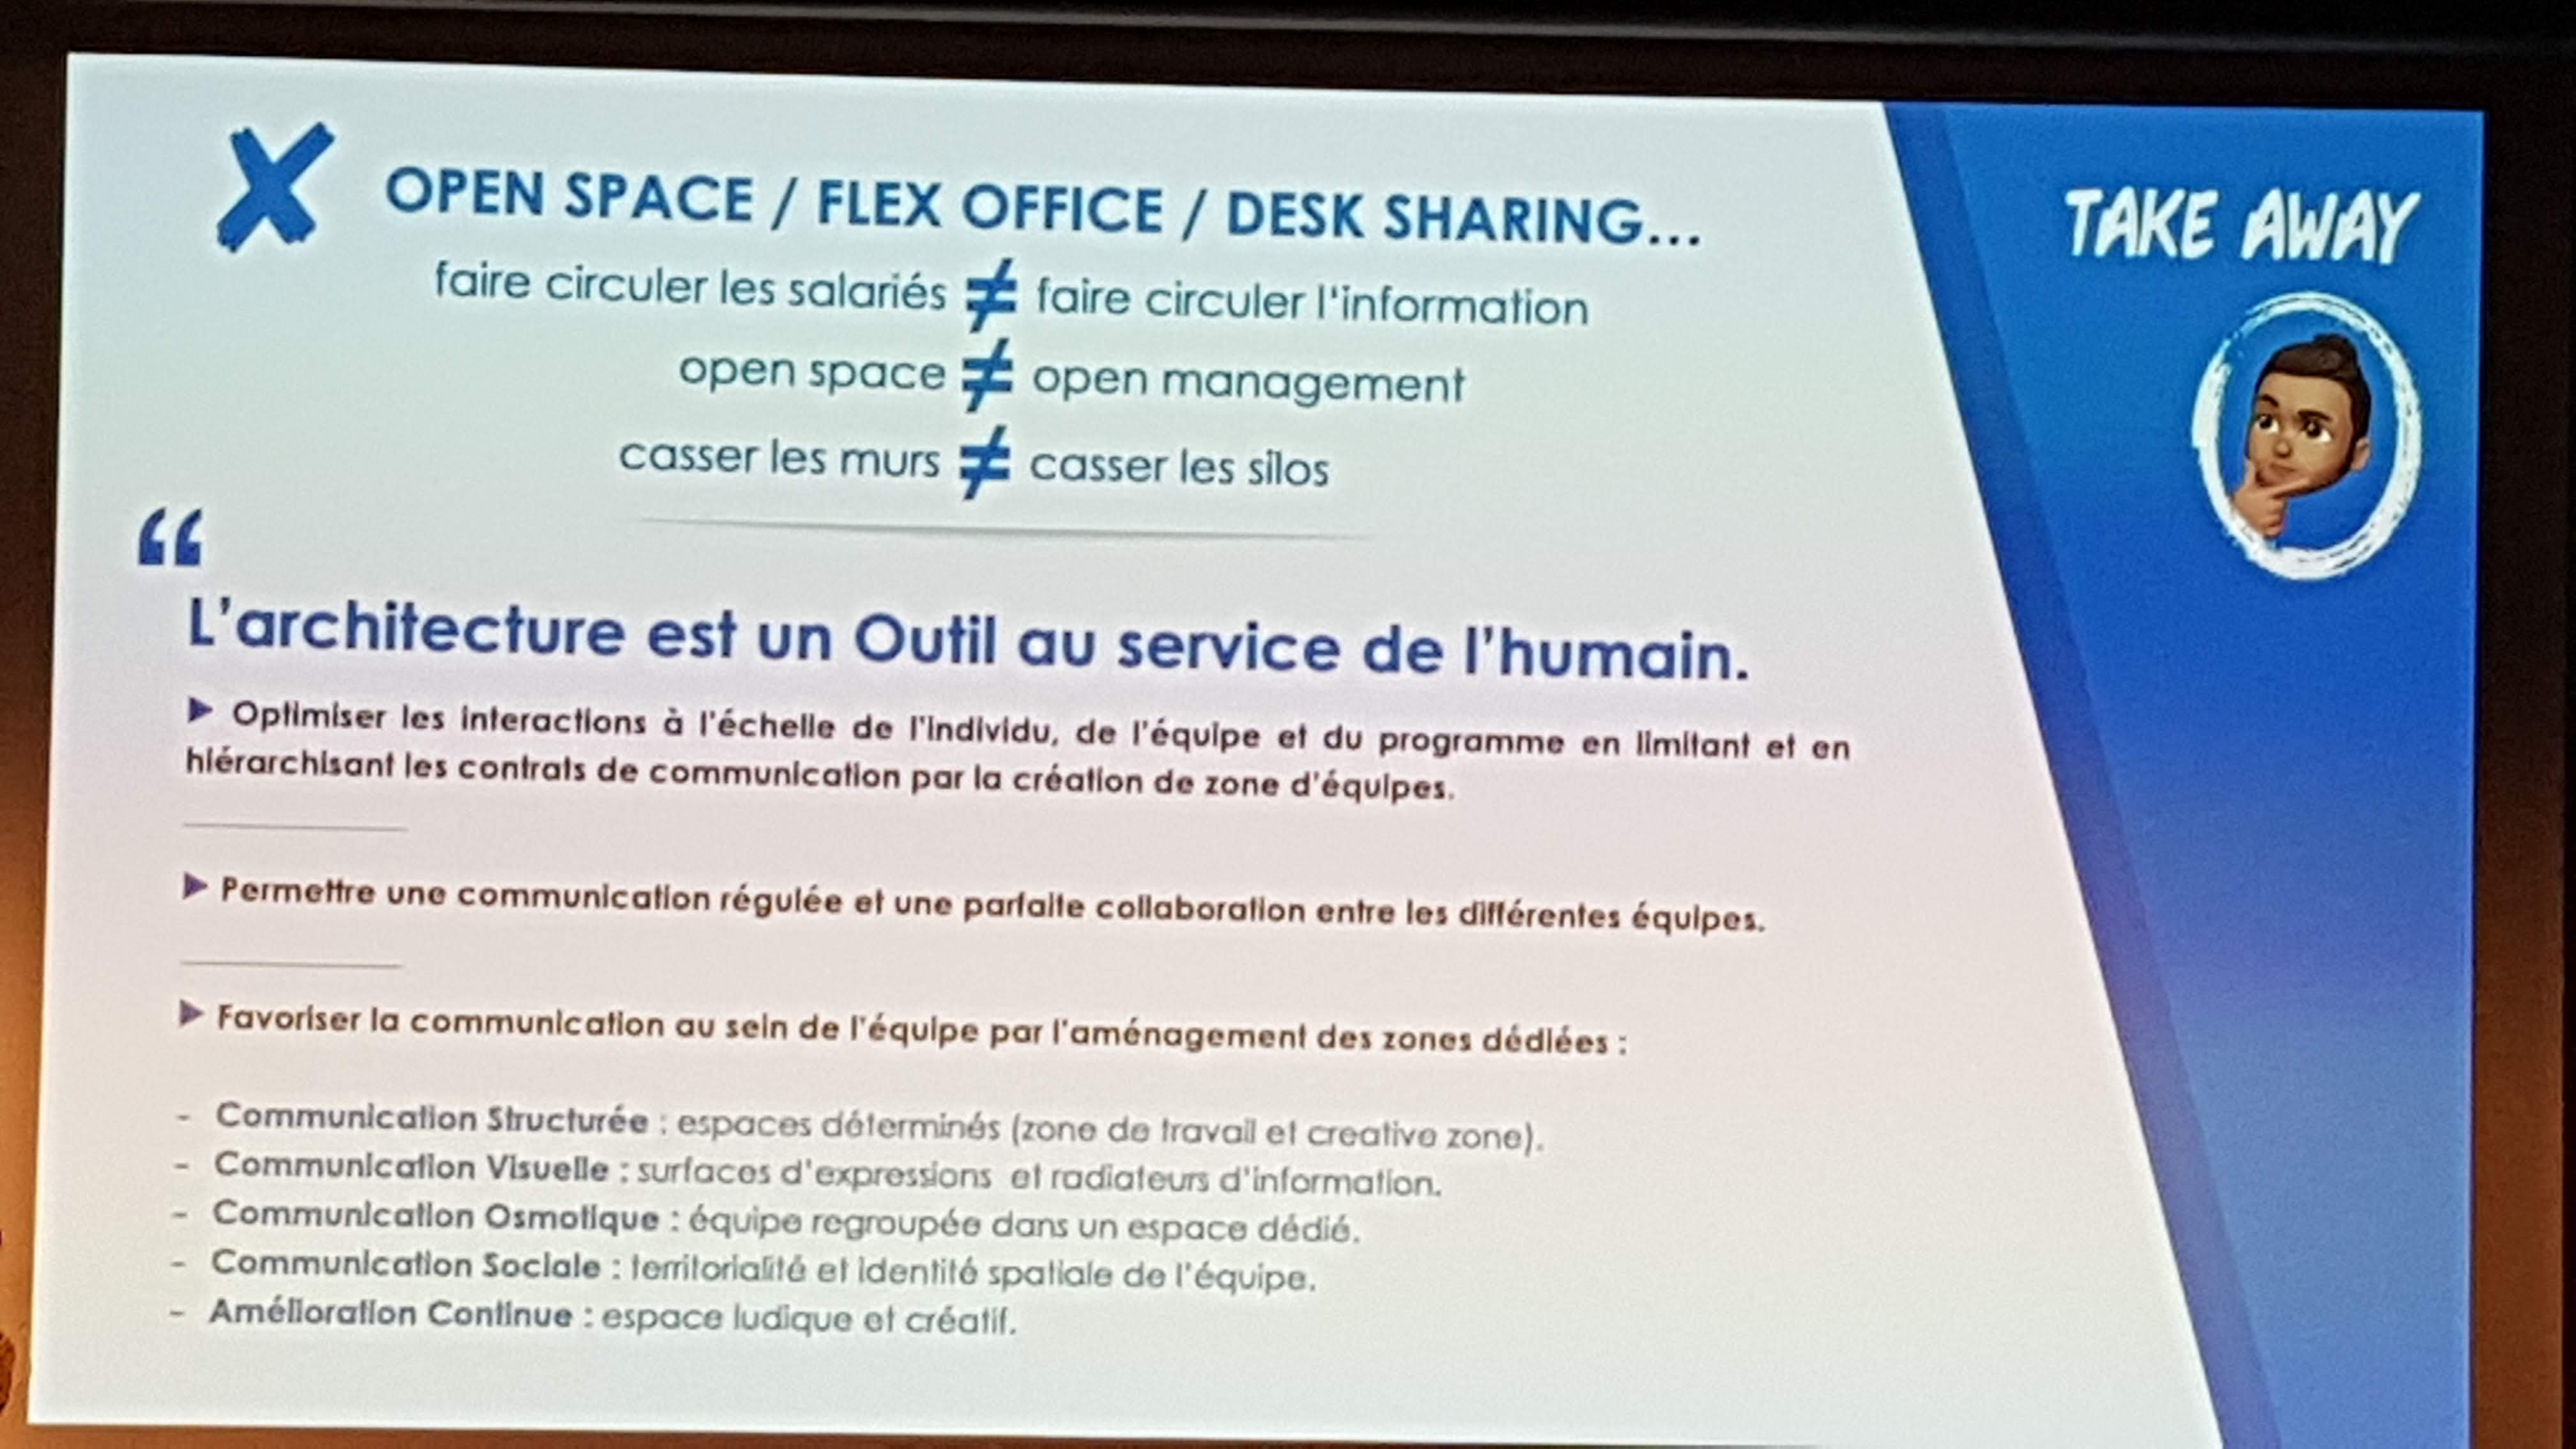 OPEN SPACE / FLEX OFFICE / DESK SHARING...
faire circuler les salariés ≠ faire circuler l'information
open space ≠ open management
casser les murs ≠ casser les silos
TAKE AWAY
“
L'architecture est un Outil au service de l'humain.
▶ Optimiser les interactions à l'échelle de l'individu, de l'équipe et du programme en limitant et en
hiérarchisant les contrats de communication par la création de zone d'équipes.
▶ Permettre une communication régulée et une parfaite collaboration entre les différentes équipes.
▶ Favoriser la communication au sein de l'équipe par l'aménagement des zones dédiées :
- Communication Structurée : espaces déterminés (zone de travail et creative zone).
- Communication Visuelle : surfaces d'expressions et radiateurs d'information.
- Communication Osmotique : équipe regroupée dans un espace dédié.
- Communication Sociale : territorialité et identité spatiale de l'équipe.
- Amélioration Continue : espace ludique et créatif.